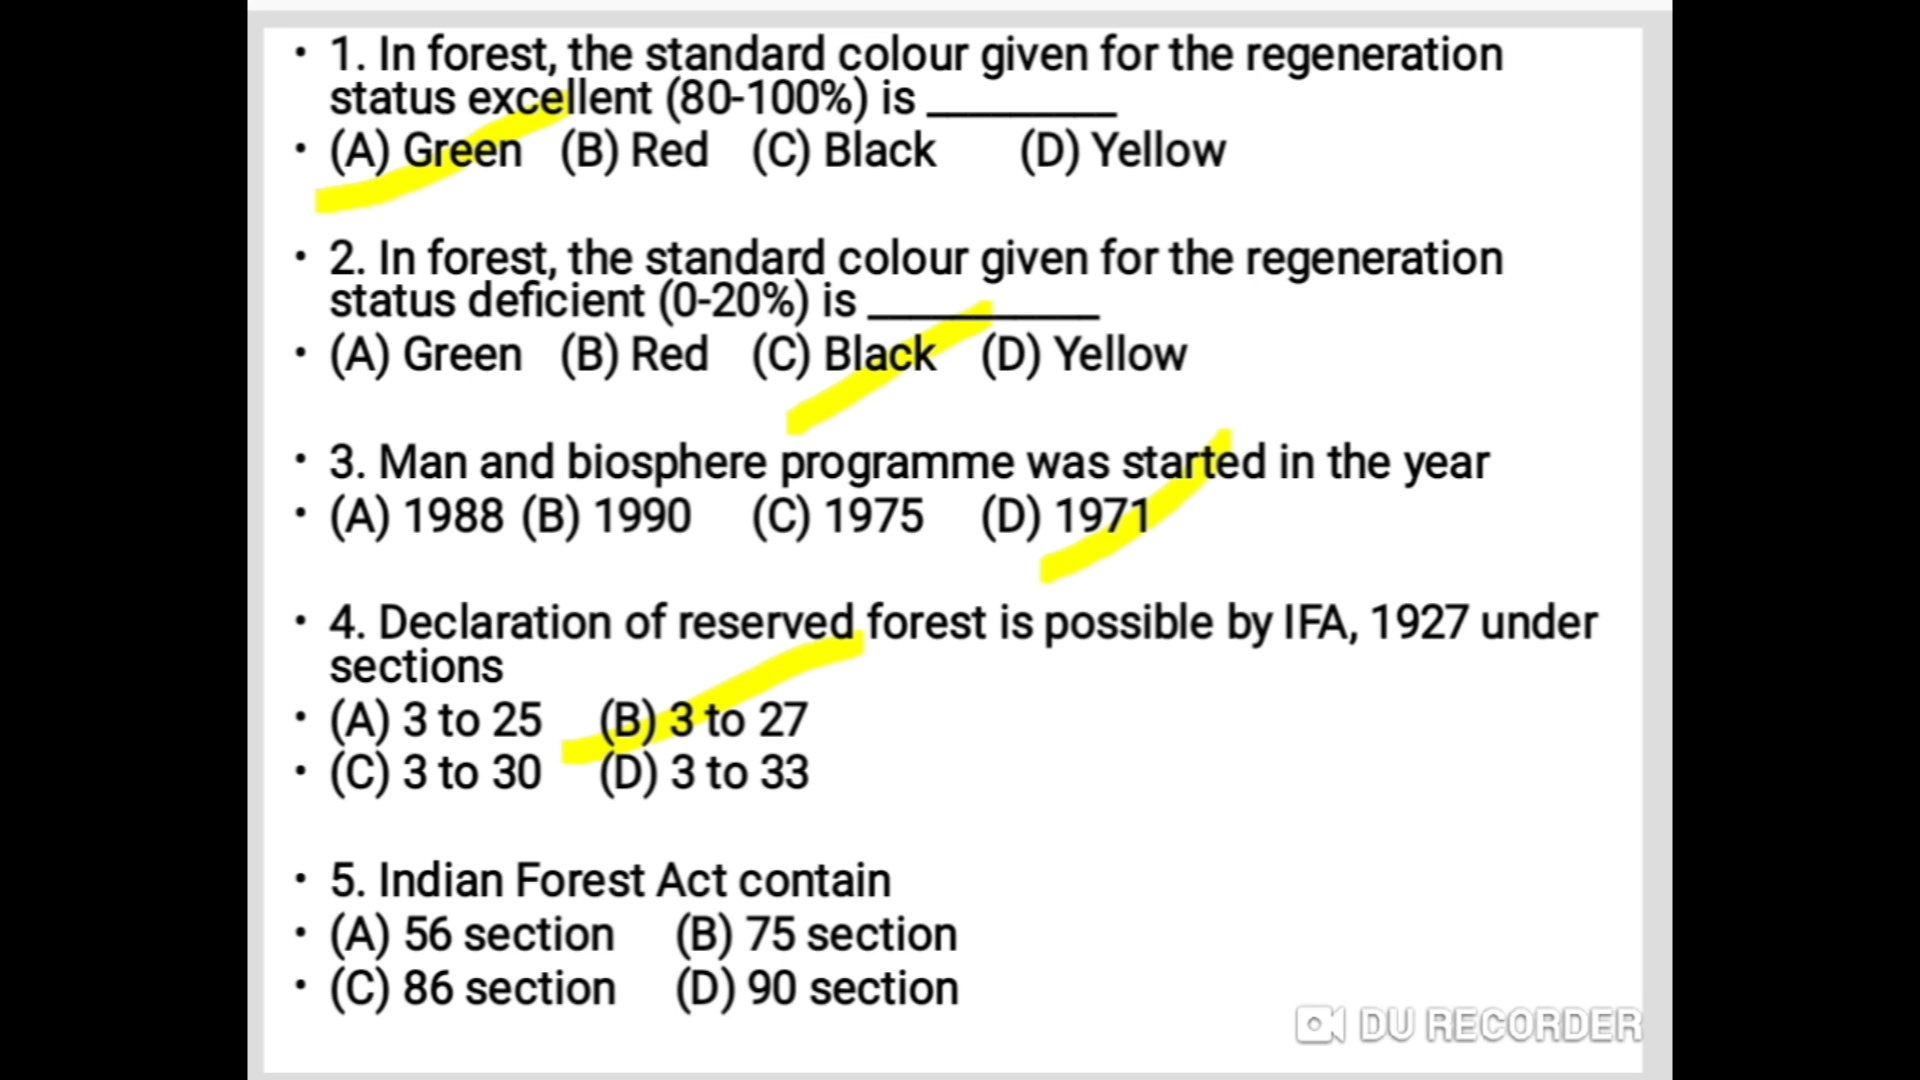 • 1. In forest, the standard colour given for the regeneration
status excellent (80-100%) is ________
• (A) Green (B) Red (C) Black (D) Yellow
• 2. In forest, the standard colour given for the regeneration
status deficient (0-20%) is __________
• (A) Green (B) Red (C) Black (D) Yellow
• 3. Man and biosphere programme was started in the year
• (A) 1988 (B) 1990 (C) 1975 (D) 1971
• 4. Declaration of reserved forest is possible by IFA, 1927 under
sections
• (A) 3 to 25 (B) 3 to 27
• (C) 3 to 30 (D) 3 to 33
• 5. Indian Forest Act contain
• (A) 56 section (B) 75 section
• (C) 86 section (D) 90 section
DU RECORDER